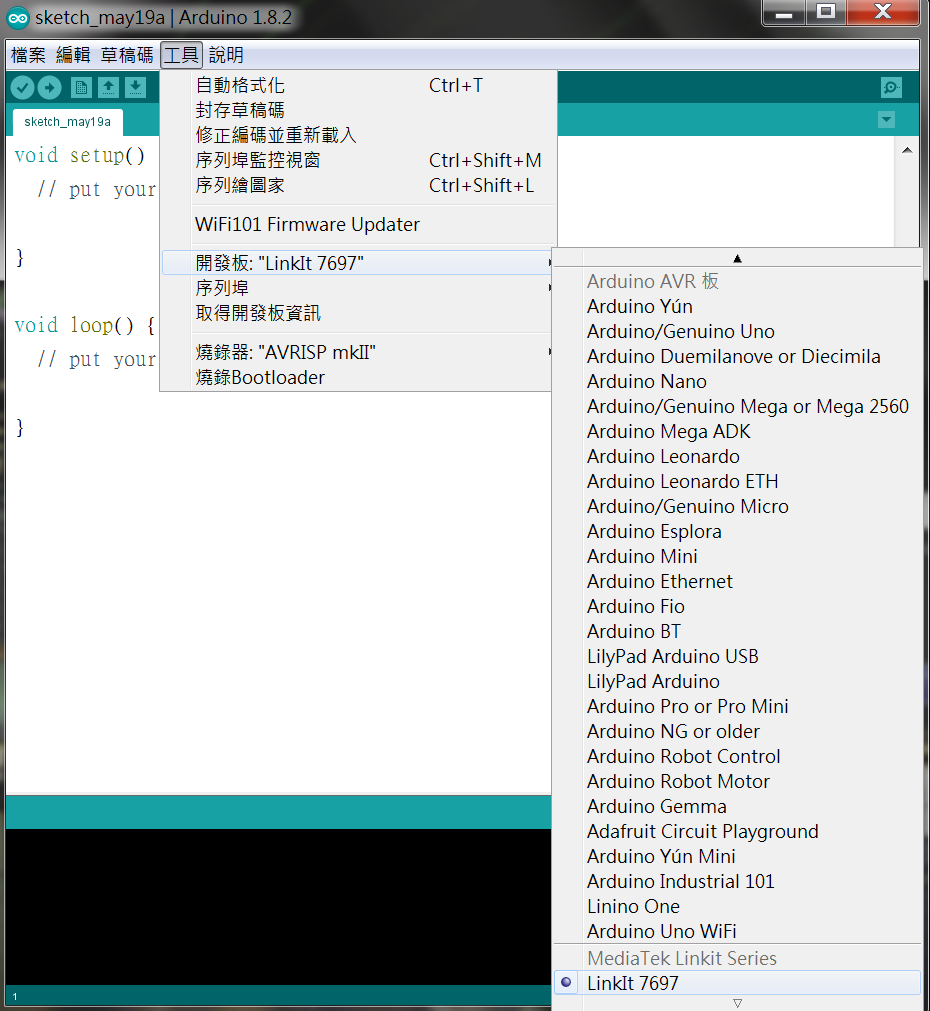 sketch_may19a | Arduino 1.8.2
檔案 編輯 草稿碼 工具 說明
sketch_may19a
void setup()
// put your
}
void loop() {
// put your
}
1
自動格式化 Ctrl+T
封存草稿碼
修正編碼並重新載入
序列埠監控視窗 Ctrl+Shift+M
序列繪圖家 Ctrl+Shift+L
WiFi101 Firmware Updater
開發板: "LinkIt 7697"
序列埠
取得開發板資訊
燒錄器: "AVRISP mkII"
燒錄Bootloader
Arduino AVR 板
Arduino Yún
Arduino/Genuino Uno
Arduino Duemilanove or Diecimila
Arduino Nano
Arduino/Genuino Mega or Mega 2560
Arduino Mega ADK
Arduino Leonardo
Arduino Leonardo ETH
Arduino/Genuino Micro
Arduino Esplora
Arduino Mini
Arduino Ethernet
Arduino Fio
Arduino BT
LilyPad Arduino USB
LilyPad Arduino
Arduino Pro or Pro Mini
Arduino NG or older
Arduino Robot Control
Arduino Robot Motor
Arduino Gemma
Adafruit Circuit Playground
Arduino Yún Mini
Arduino Industrial 101
Linino One
Arduino Uno WiFi
MediaTek Linkit Series
LinkIt 7697